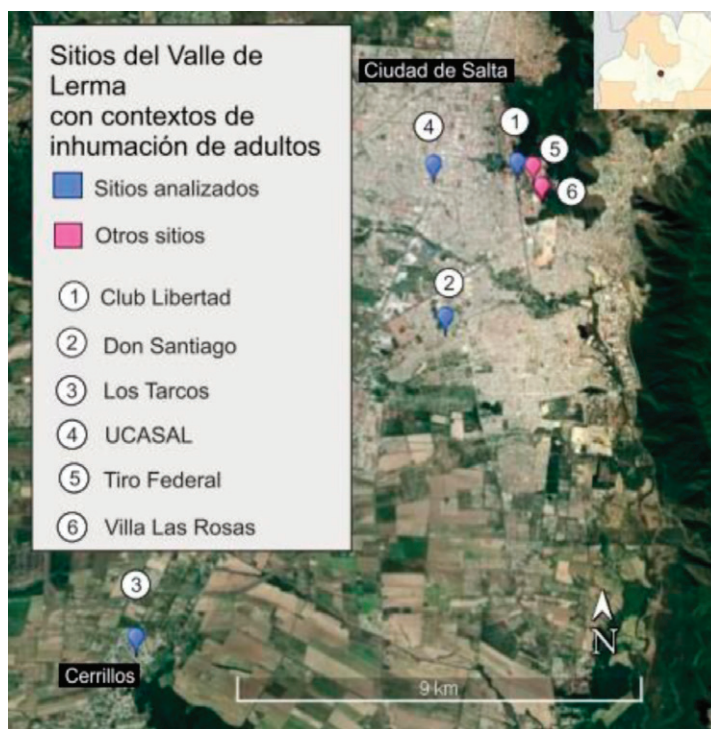 Sitios del Valle de
Lerma
con contextos de
inhumación de adultos
Sitios analizados
Otros sitios
1 Club Libertad
2 Don Santiago
3 Los Tarcos
4 UCASAL
5 Tiro Federal
6 Villa Las Rosas
Ciudad de Salta
4
1
5
6
2
3
Cerrillos
N
9 km